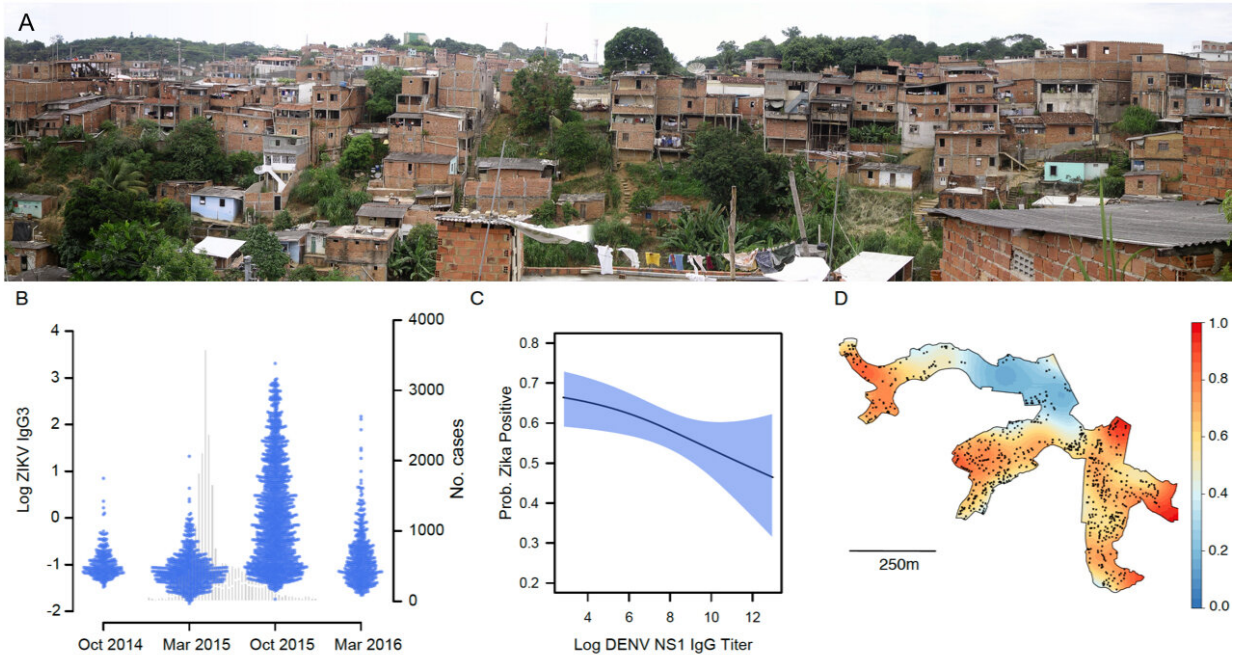 A
B
C
D
4
3
2
1
0
-1
-2
Log ZIKV IgG3
4000
3000
2000
1000
0
No. cases
Oct 2014 Mar 2015 Oct 2015 Mar 2016
0.8
0.7
0.6
0.5
0.4
0.3
0.2
Prob. Zika Positive
4 6 8 10 12
Log DENV NS1 IgG Titer
250m
1.0
0.8
0.6
0.4
0.2
0.0